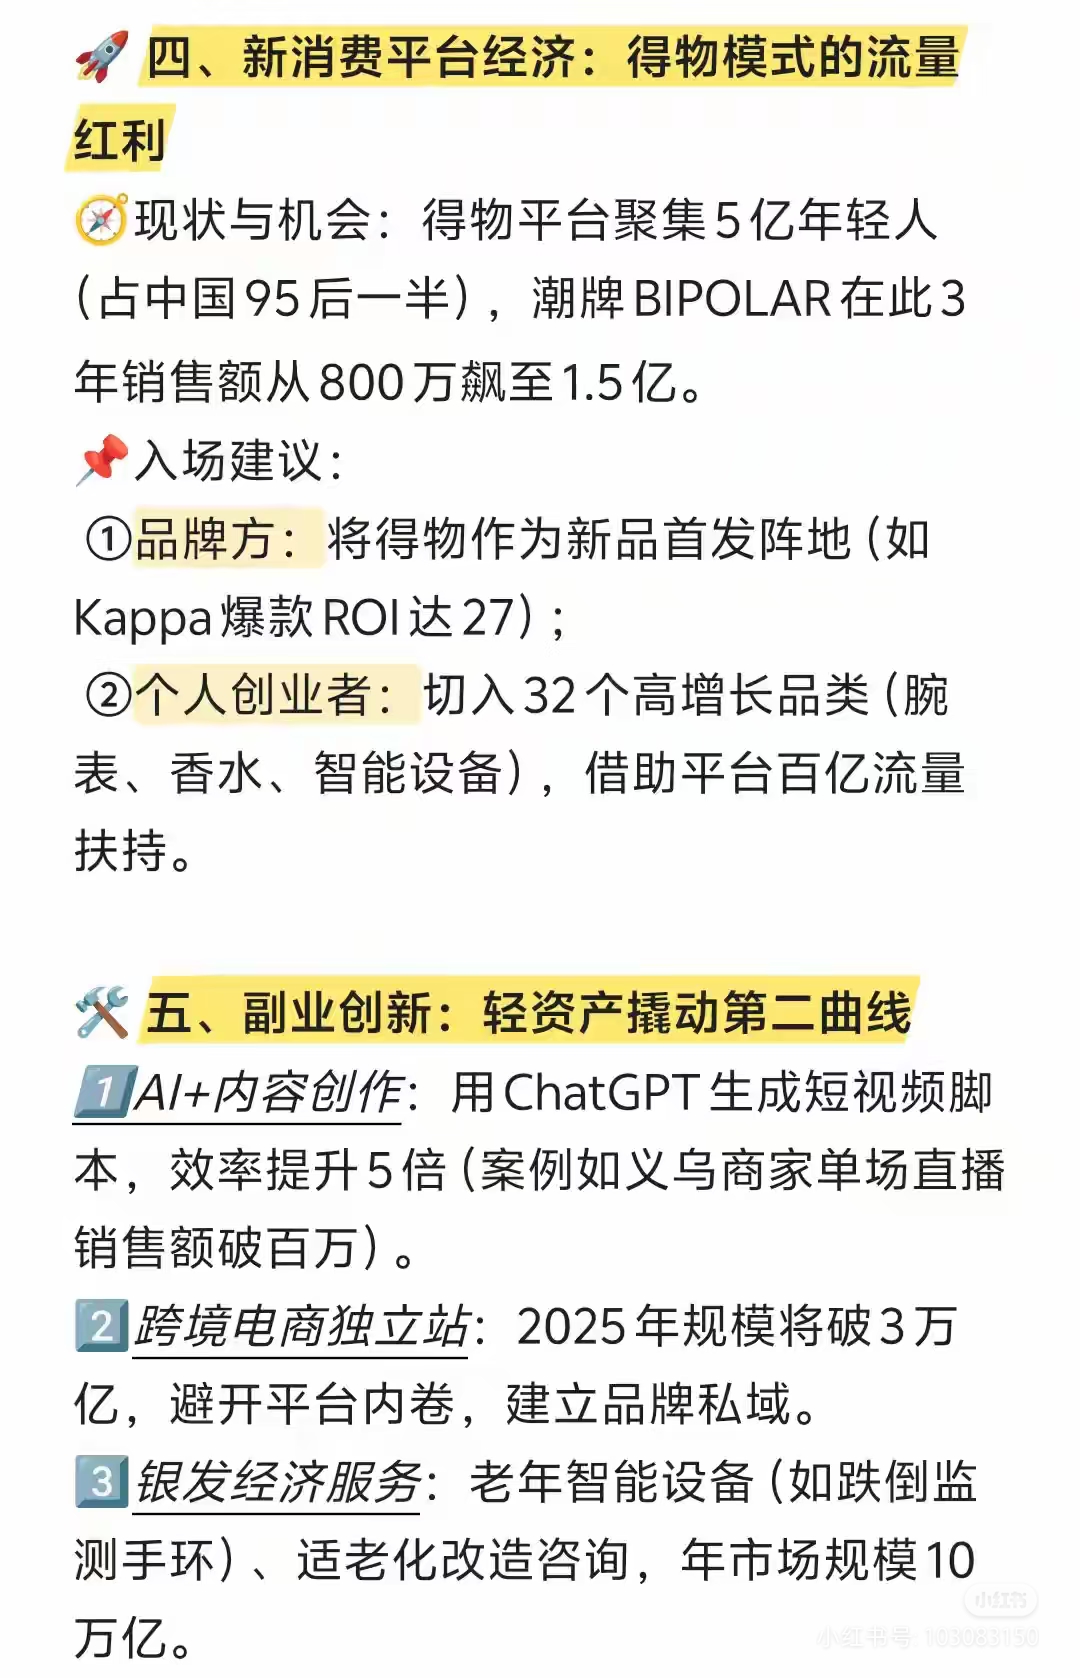 🚀 四、新消费平台经济：得物模式的流量
红利
🧭现状与机会：得物平台聚集5亿年轻人
（占中国95后一半），潮牌BIPOLAR在此3
年销售额从800万飙至1.5亿。
📌入场建议：
①品牌方：将得物作为新品首发阵地（如
Kappa爆款ROI达27）；
②个人创业者：切入32个高增长品类（腕
表、香水、智能设备），借助平台百亿流量
扶持。
🛠️ 五、副业创新：轻资产撬动第二曲线
1️⃣AI+内容创作：用ChatGPT生成短视频脚
本，效率提升5倍（案例如义乌商家单场直播
销售额破百万）。
2️⃣跨境电商独立站：2025年规模将破3万
亿，避开平台内卷，建立品牌私域。
3️⃣银发经济服务：老年智能设备（如跌倒监
测手环）、适老化改造咨询，年市场规模10
万亿。
小红书
小红书号: 103083150